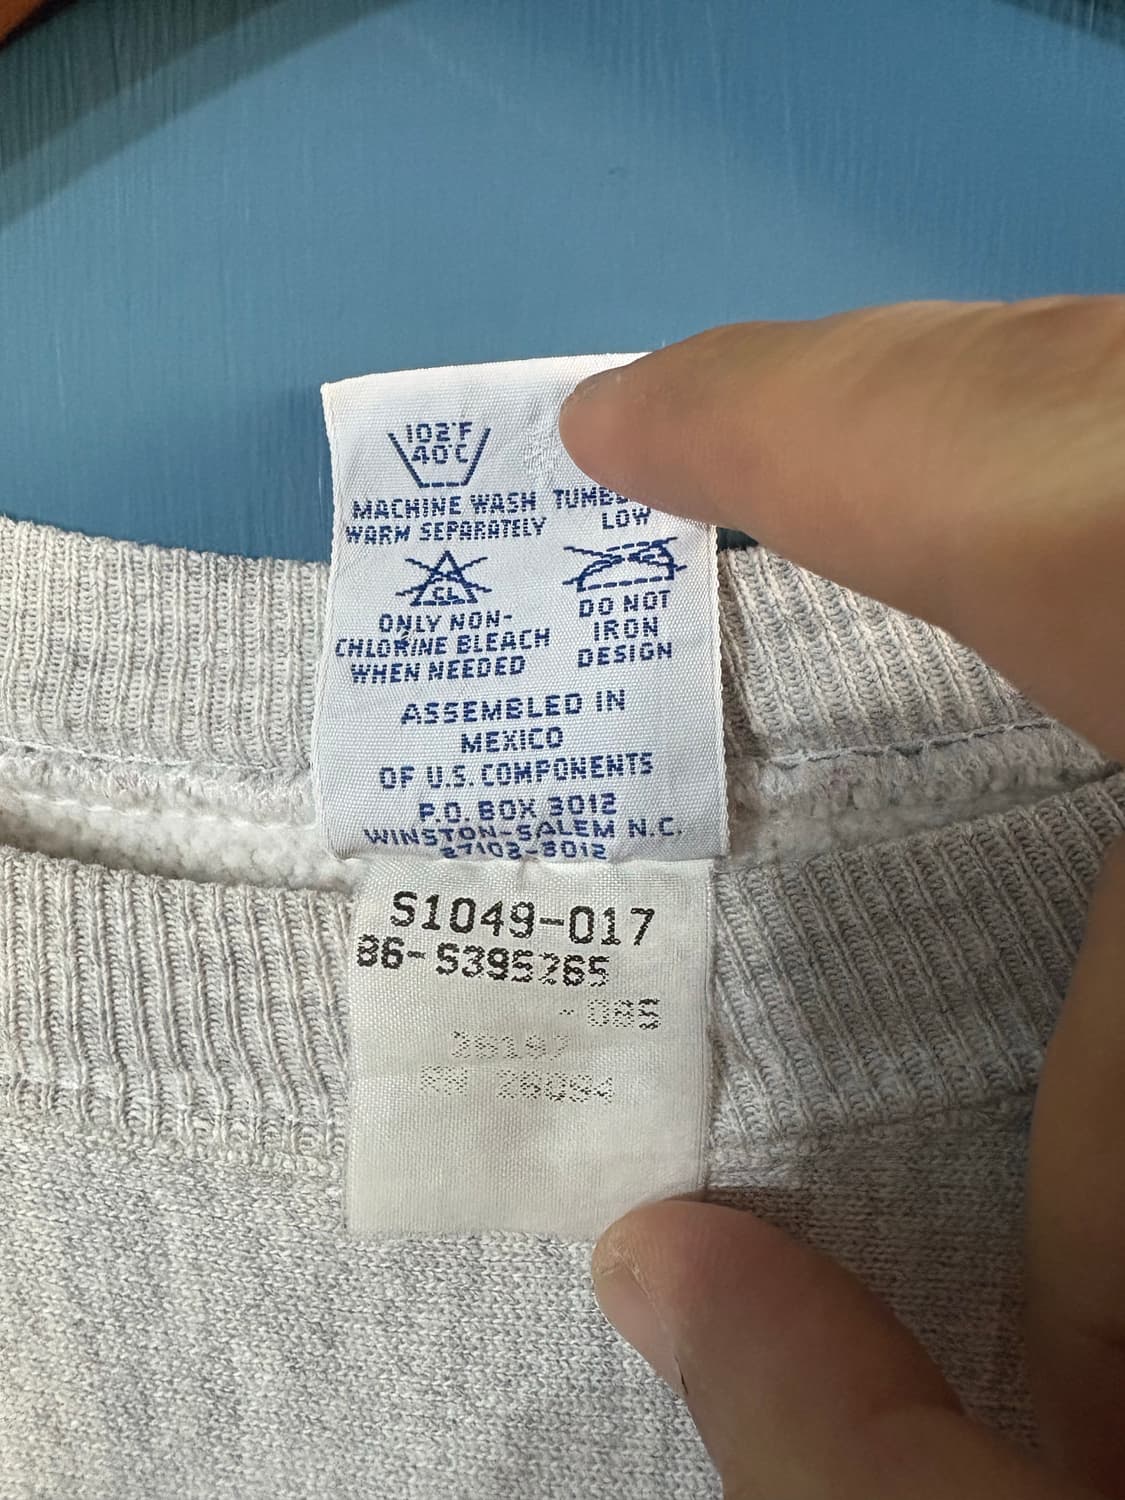 102°F
40°C
MACHINE WASH
WARM SEPARATELY
LOW
CL
ONLY NON-
CHLORINE BLEACH
WHEN NEEDED
DO NOT
IRON
DESIGN
ASSEMBLED IN
MEXICO
OF U.S. COMPONENTS
P.O. BOX 3012
WINSTON-SALEM N.C.
27102-3012
S1049-017
86-S395265